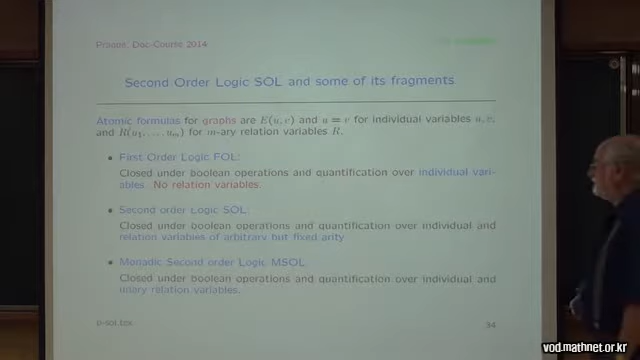 Prague, Doc-Course 2014
Second Order Logic SOL and some of its fragments
Atomic formulas for graphs are E(u, v) and u = v for individual variables u, v,
and R(u₁, . . . , uₘ) for m-ary relation variables R.
• First Order Logic FOL:
Closed under boolean operations and quantification over individual vari-
ables. No relation variables.
• Second order Logic SOL:
Closed under boolean operations and quantification over individual and
relation variables of arbitrary but fixed arity
• Monadic Second order Logic MSOL:
Closed under boolean operations and quantification over individual and
unary relation variables.
p-sol.tex
34
vod.mathnet.or.kr